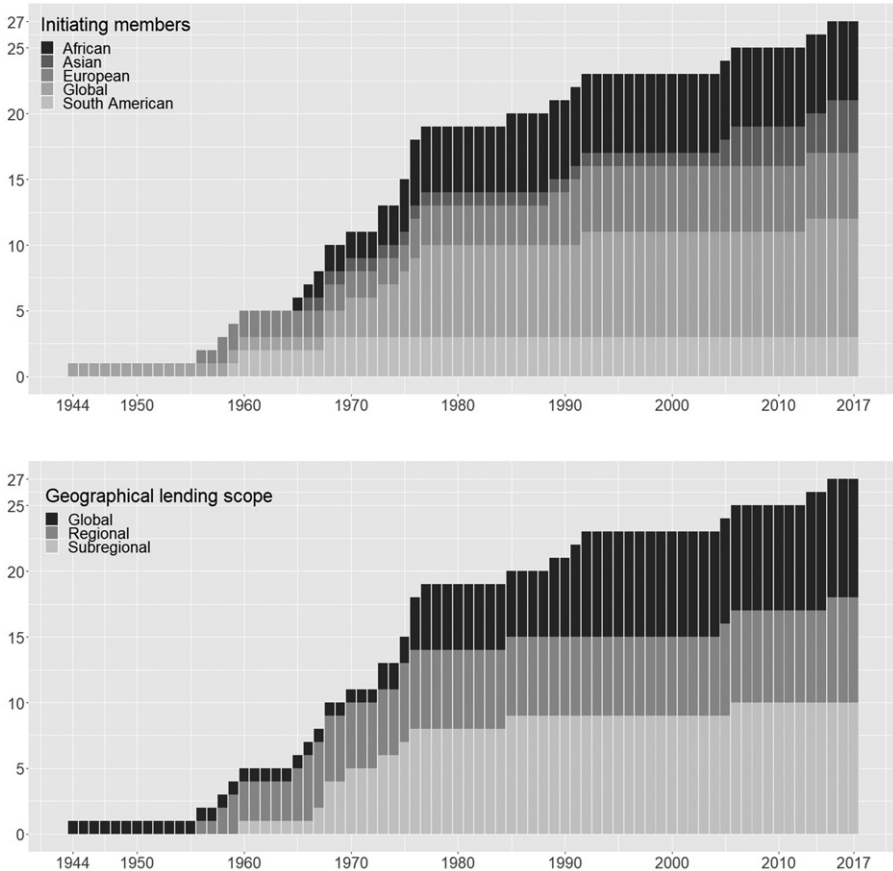 Initiating members
African
Asian
European
Global
South American
27
25
20
15
10
5
0
1944 1950 1960 1970 1980 1990 2000 2010 2017
Geographical lending scope
Global
Regional
Subregional
27
25
20
15
10
5
0
1944 1950 1960 1970 1980 1990 2000 2010 2017